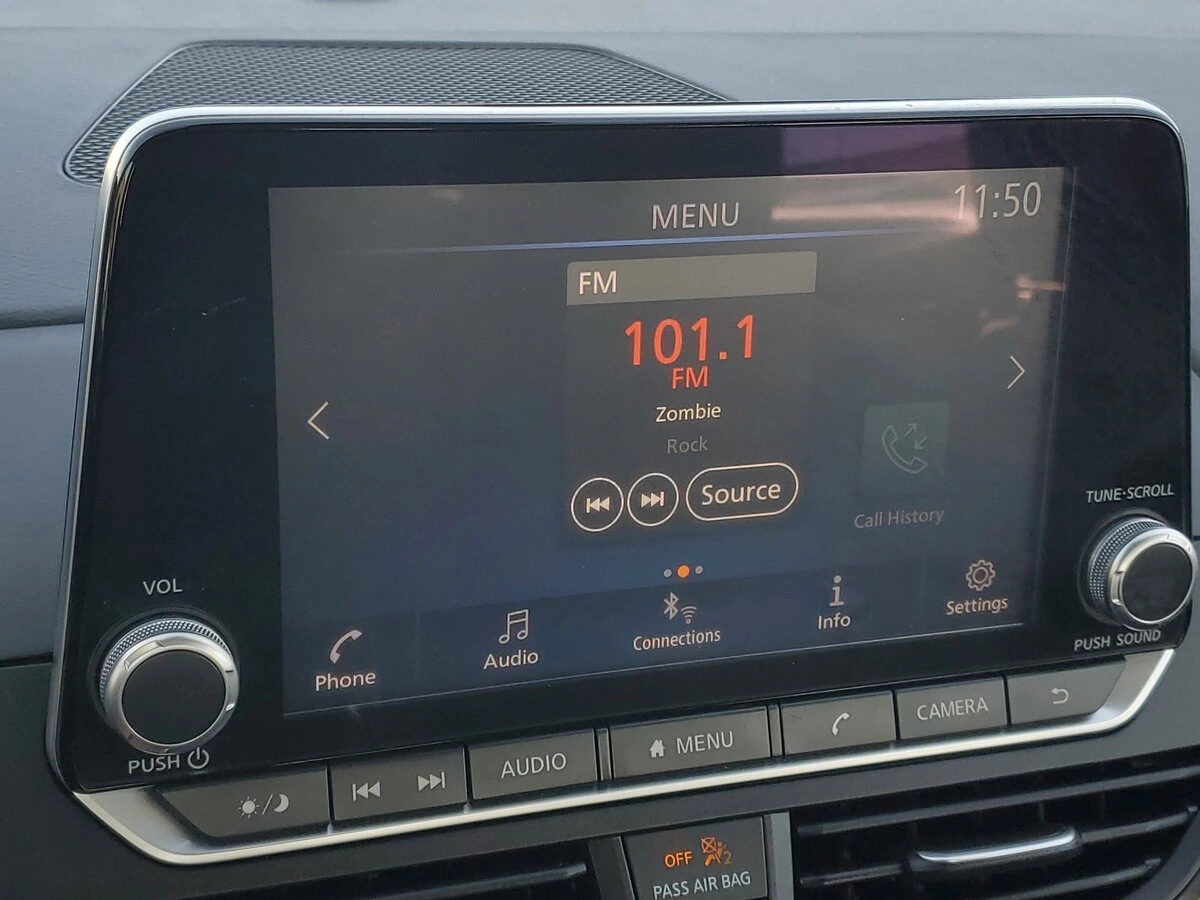 MENU
11:50
FM
101.1
FM
Zombie
Rock
Source
Call History
Phone
Audio
Connections
Info
Settings
VOL
PUSH
TUNE·SCROLL
PUSH SOUND
AUDIO
MENU
CAMERA
OFF 2
PASS AIR BAG